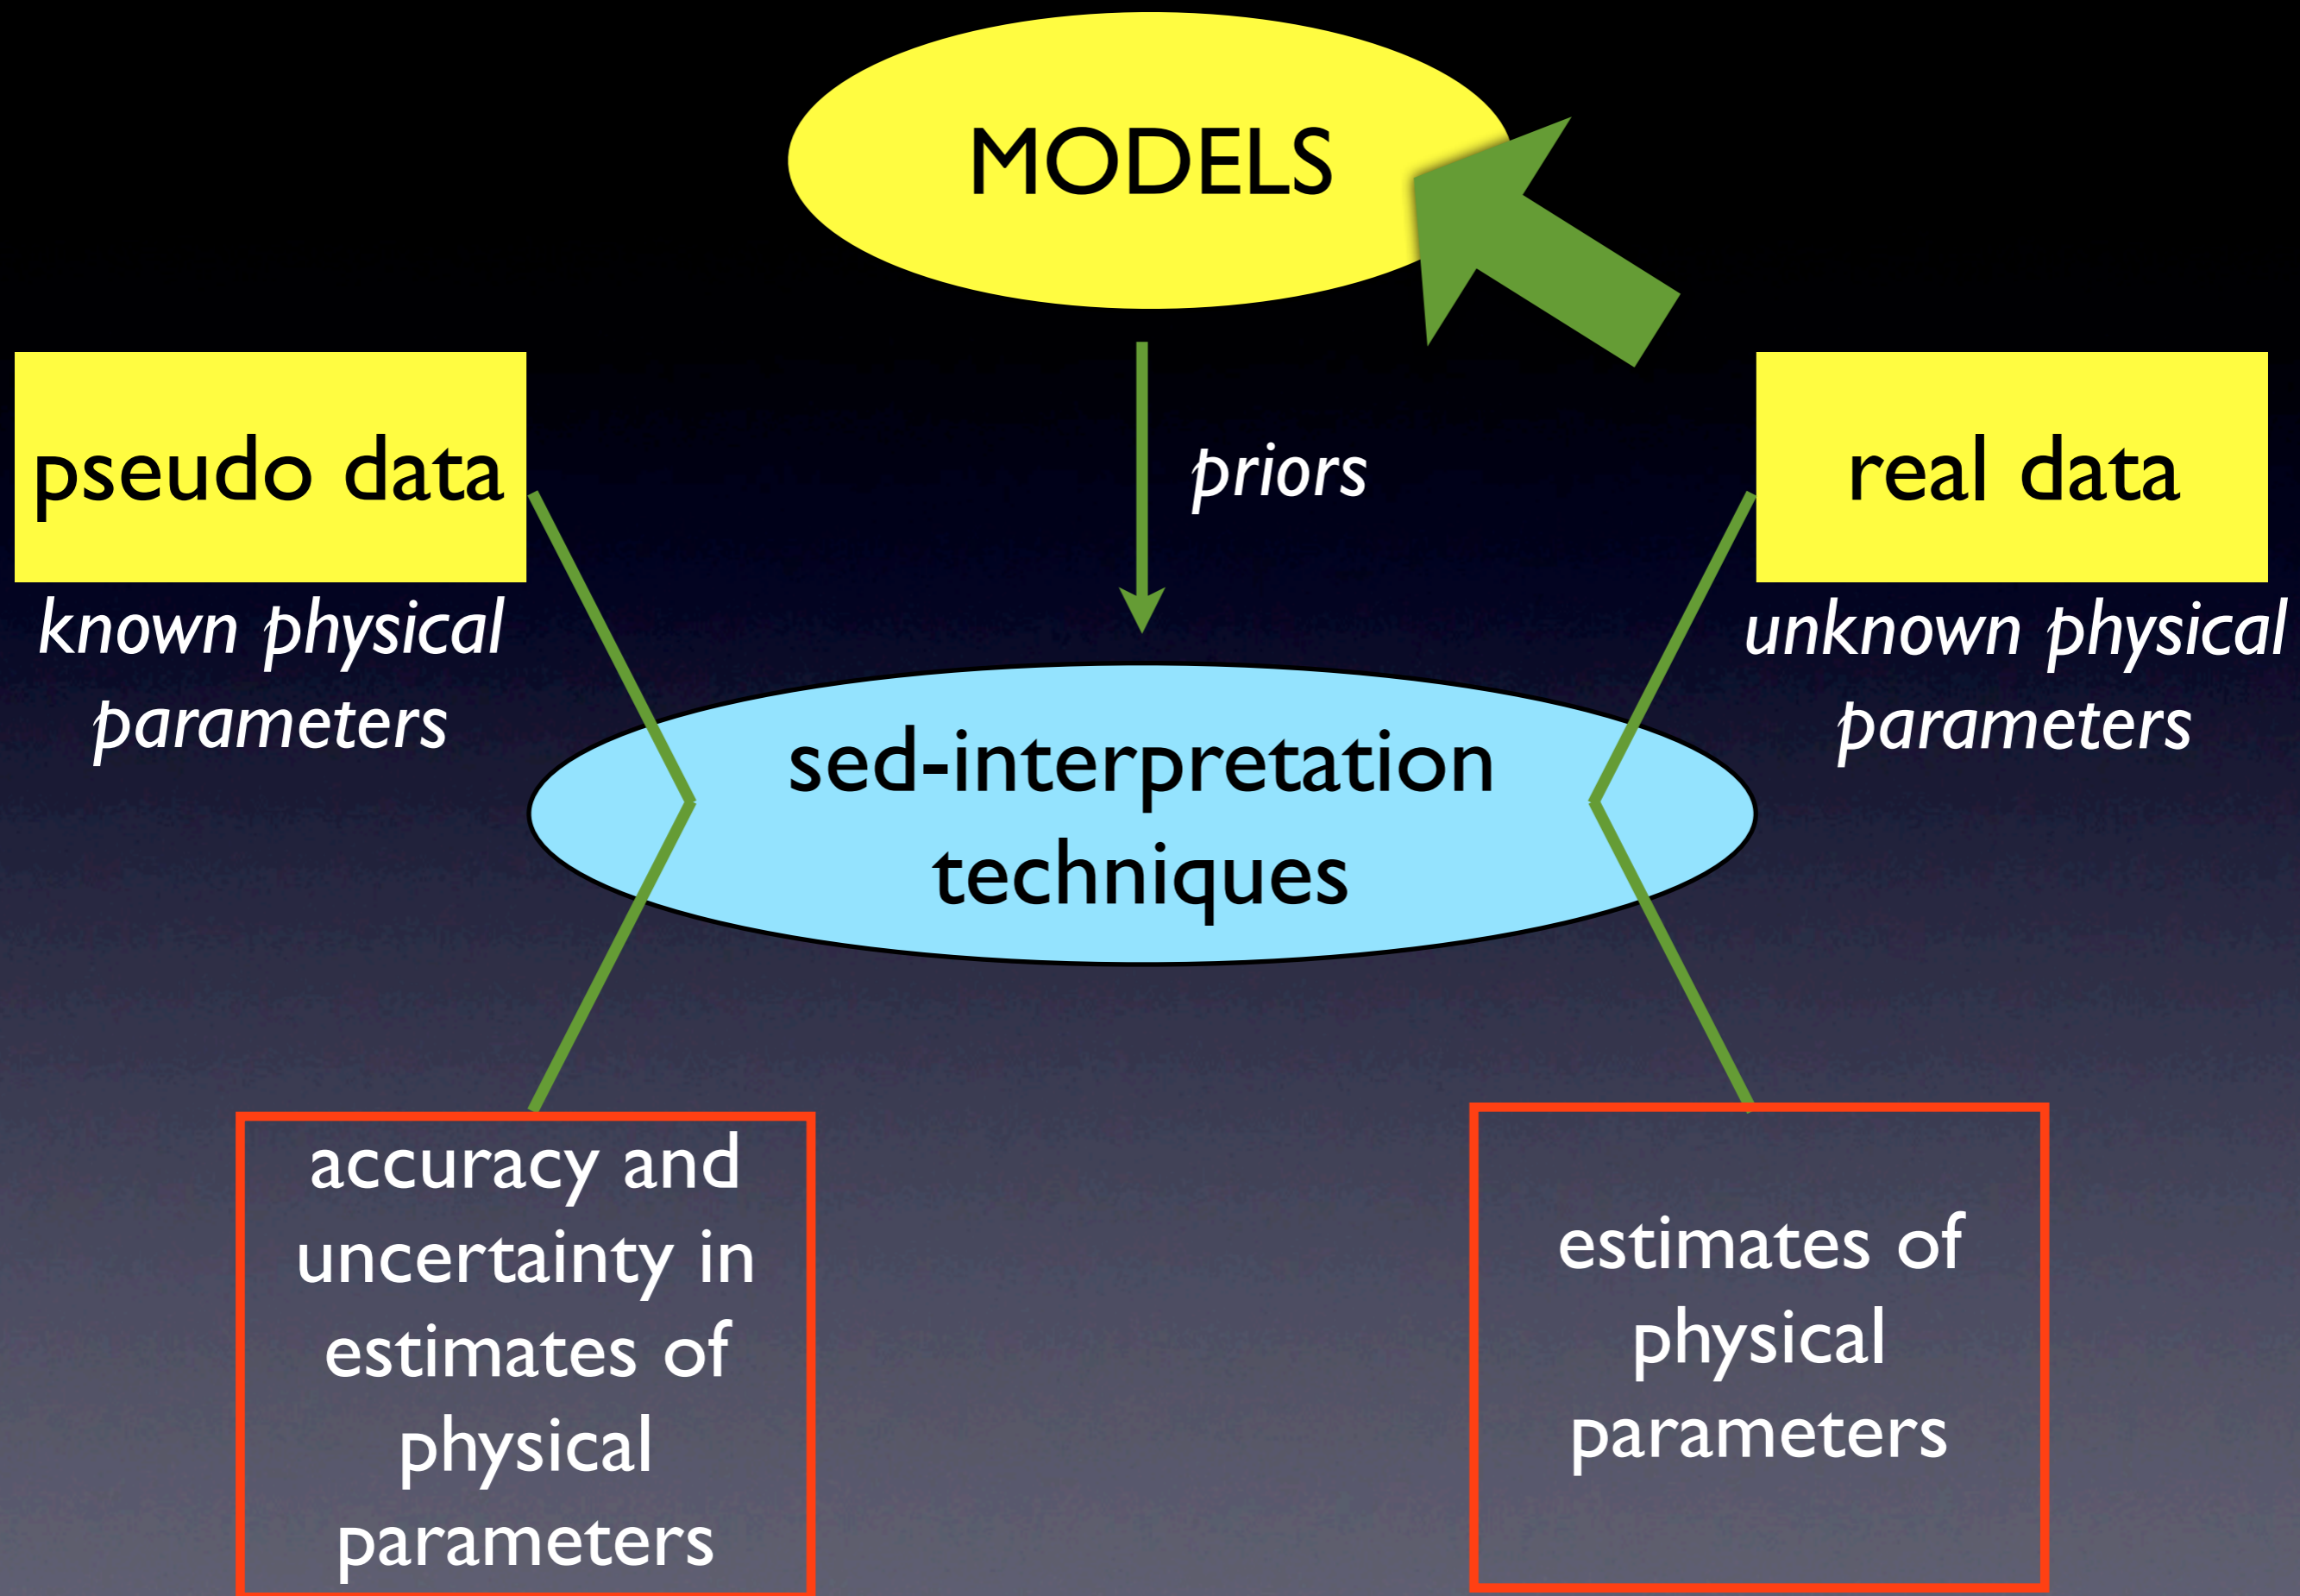 MODELS
pseudo data
known physical
parameters
priors
real data
unknown physical
parameters
sed-interpretation
techniques
accuracy and
uncertainty in
estimates of
physical
parameters
estimates of
physical
parameters